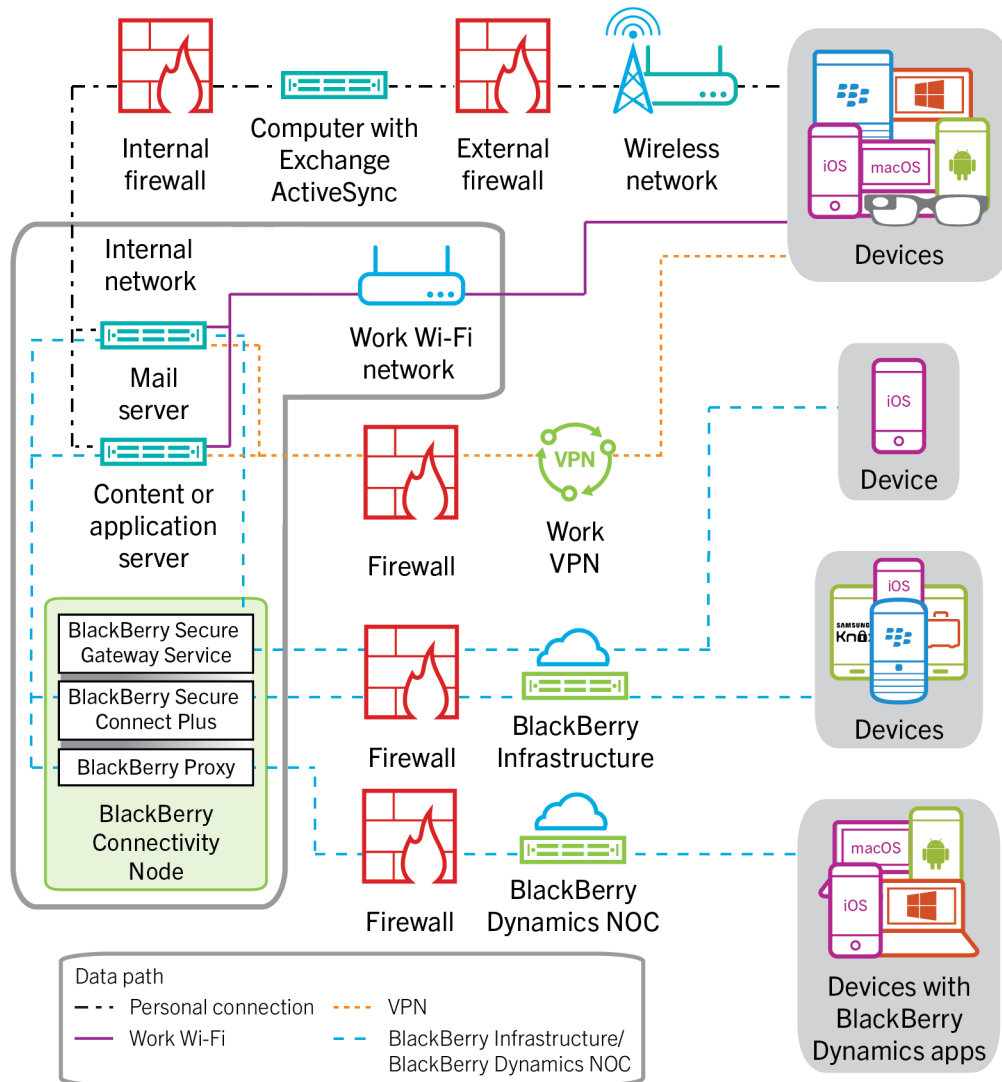 Internal
firewall
Computer with
Exchange
ActiveSync
External
firewall
Wireless
network
iOS
macOS
Devices
Internal
network
Work Wi-Fi
network
Mail
server
iOS
Device
Content or
application
server
Firewall
VPN
Work
VPN
BlackBerry Secure
Gateway Service
BlackBerry Secure
Connect Plus
BlackBerry Proxy
BlackBerry
Connectivity
Node
Firewall
BlackBerry
Infrastructure
iOS
SAMSUNG
Devices
Firewall
BlackBerry
Dynamics NOC
macOS
iOS
Devices with
BlackBerry
Dynamics apps
Data path
Personal connection
Work Wi-Fi
VPN
BlackBerry Infrastructure/
BlackBerry Dynamics NOC